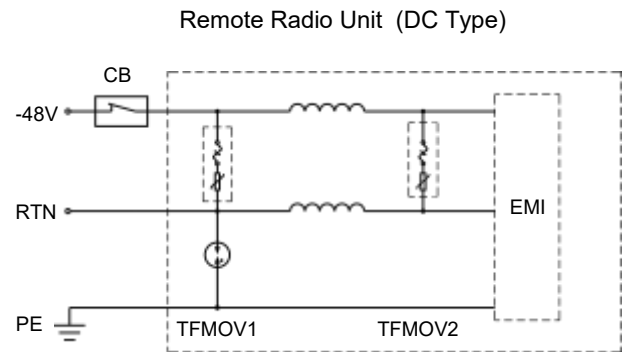 Remote Radio Unit (DC Type)
CB
-48V
RTN
EMI
PE
TFMOV1 TFMOV2